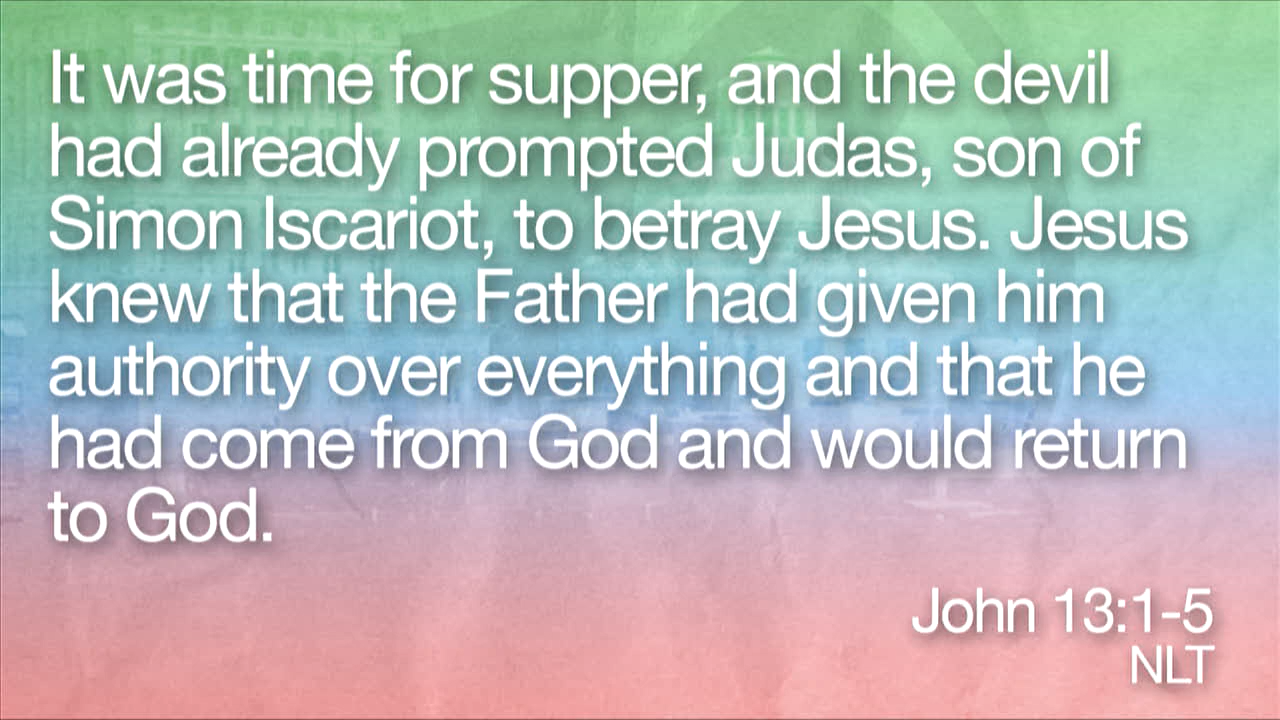 It was time for supper, and the devil
had already prompted Judas, son of
Simon Iscariot, to betray Jesus. Jesus
knew that the Father had given him
authority over everything and that he
had come from God and would return
to God.
John 13:1-5
NLT